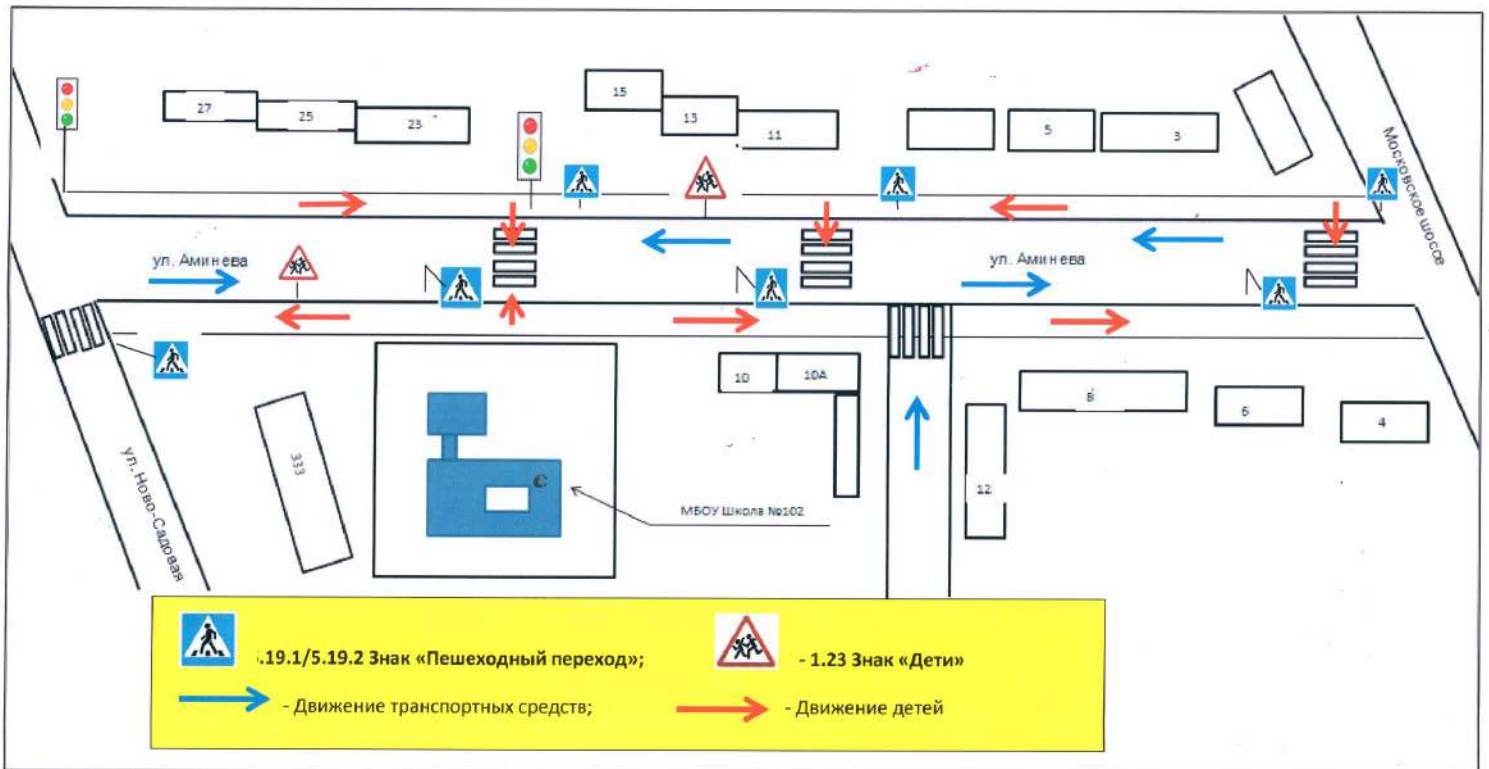 15
27
25
23
13
11
5
3
Московское шоссе
ул. Аминева
ул. Аминева
10
10А
8
6
4
333
12
ул. Ново-Садовая
С
МБОУ Школа №102
.19.1/5.19.2 Знак «Пешеходный переход»;
- 1.23 Знак «Дети»
- Движение транспортных средств;
- Движение детей